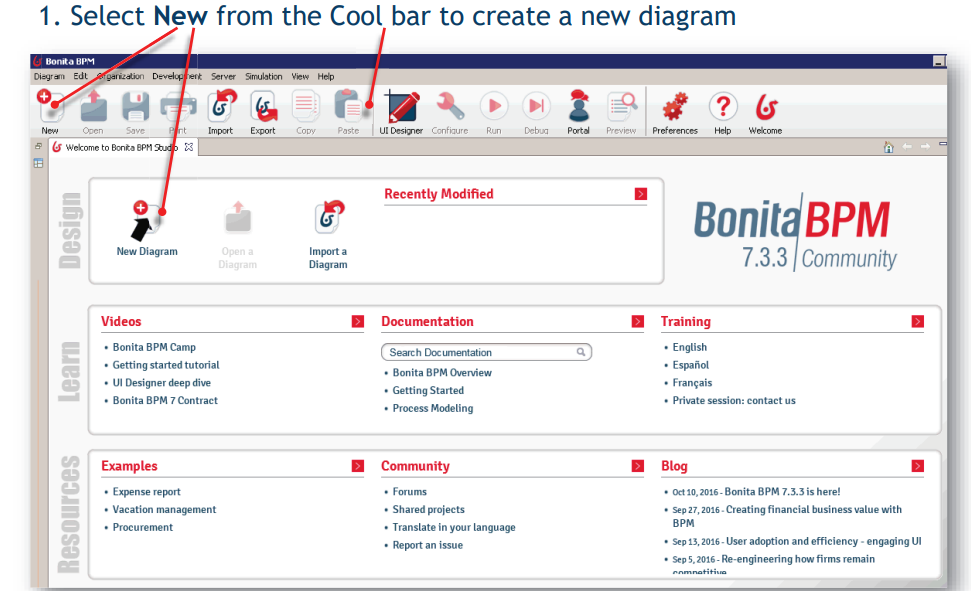 1. Select New from the Cool bar to create a new diagram
Bonita BPM
Diagram Edit Organization Development Server Simulation View Help
New Open Save Print Import Export Copy Paste UI Designer Configure Run Debug Portal Preview Preferences Help Welcome
Welcome to Bonita BPM Studio
Design
New Diagram
Open a
Diagram
Import a
Diagram
Recently Modified
Bonita BPM
7.3.3 Community
Learn
Videos
• Bonita BPM Camp
• Getting started tutorial
• UI Designer deep dive
• Bonita BPM 7 Contract
Documentation
Search Documentation
• Bonita BPM Overview
• Getting Started
• Process Modeling
Training
• English
• Español
• Français
• Private session: contact us
Resources
Examples
• Expense report
• Vacation management
• Procurement
Community
• Forums
• Shared projects
• Translate in your language
• Report an issue
Blog
• Oct 10, 2016 - Bonita BPM 7.3.3 is here!
• Sep 27, 2016 - Creating financial business value with
BPM
• Sep 13, 2016 - User adoption and efficiency - engaging UI
• Sep 5, 2016 - Re-engineering how firms remain
competitive